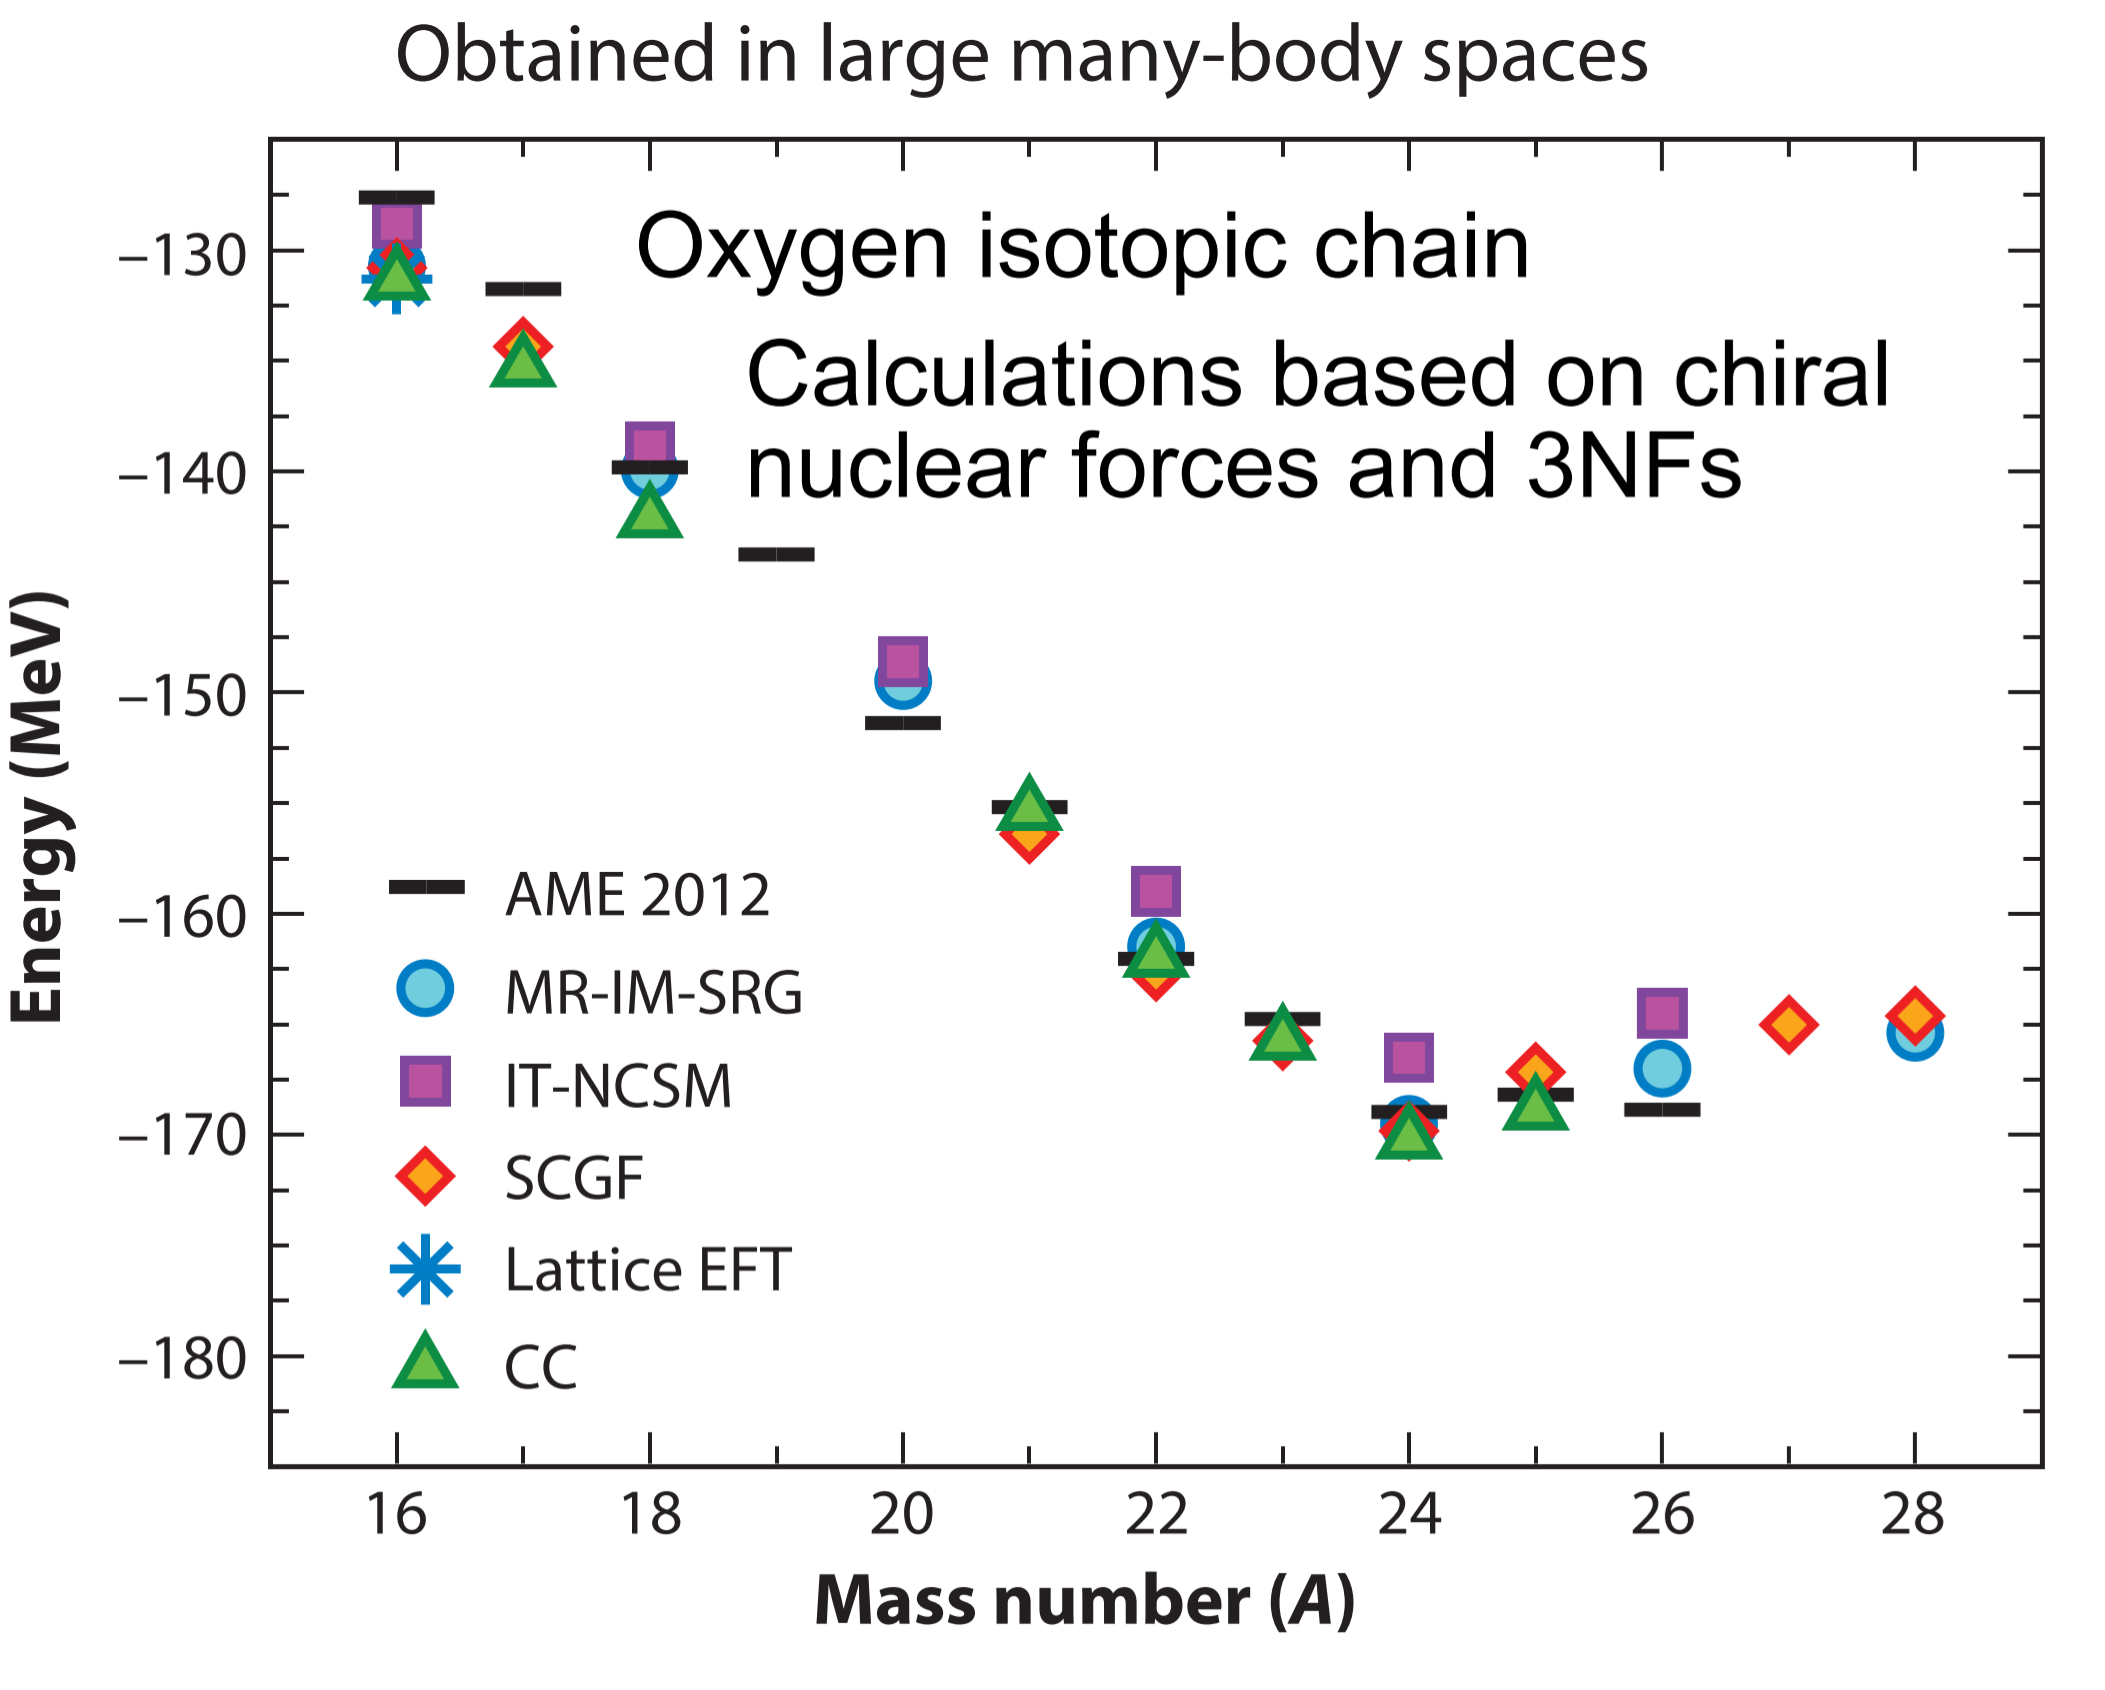 Obtained in large many-body spaces
Oxygen isotopic chain
Calculations based on chiral
nuclear forces and 3NFs
Energy (MeV)
−130
−140
−150
−160
−170
−180
AME 2012
MR-IM-SRG
IT-NCSM
SCGF
Lattice EFT
CC
16 18 20 22 24 26 28
Mass number (A)